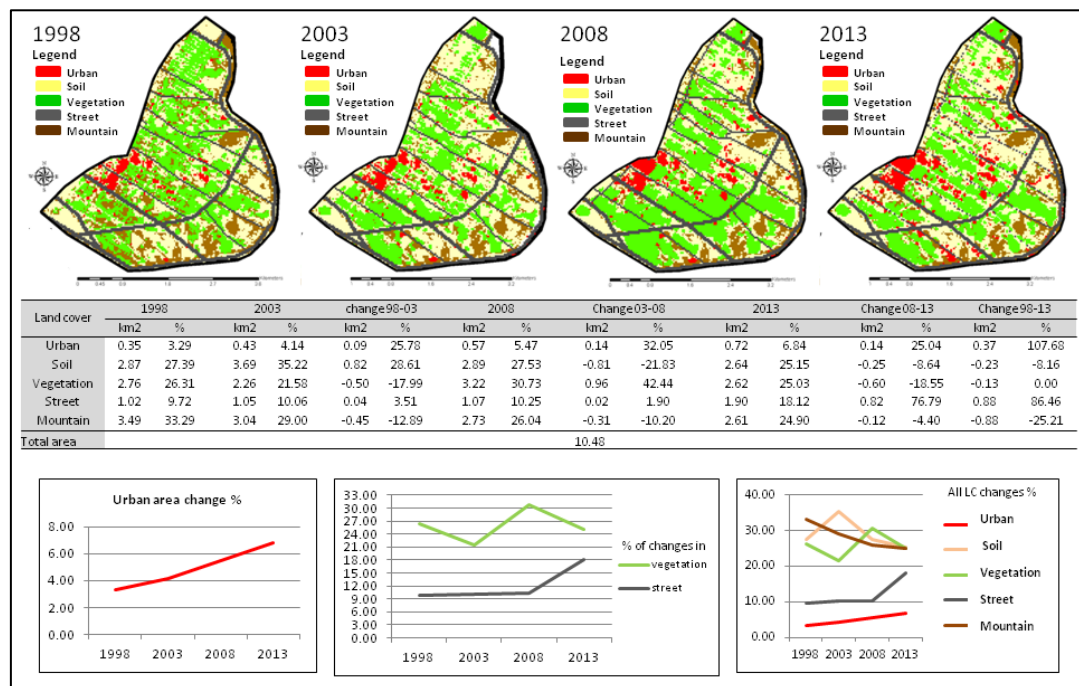 1998 2003 2008 2013
Legend Legend Legend Legend
Urban Urban Urban Urban
Soil Soil Soil Soil
Vegetation Vegetation Vegetation Vegetation
Street Street Street Street
Mountain Mountain Mountain Mountain
Land cover 1998 2003 change98-03 2008 Change03-08 2013 Change08-13 Change98-13
km2 % km2 % km2 % km2 % km2 % km2 % km2 % km2 %
Urban 0.35 3.29 0.43 4.14 0.09 25.78 0.57 5.47 0.14 32.05 0.72 6.84 0.14 25.04 0.37 107.68
Soil 2.87 27.39 3.69 35.22 0.82 28.61 2.89 27.53 -0.81 -21.83 2.64 25.15 -0.25 -8.64 -0.23 -8.16
Vegetation 2.76 26.31 2.26 21.58 -0.50 -17.99 3.22 30.73 0.96 42.44 2.62 25.03 -0.60 -18.55 -0.13 0.00
Street 1.02 9.72 1.05 10.06 0.04 3.51 1.07 10.25 0.02 1.90 1.90 18.12 0.82 76.79 0.88 86.46
Mountain 3.49 33.29 3.04 29.00 -0.45 -12.89 2.73 26.04 -0.31 -10.20 2.61 24.90 -0.12 -4.40 -0.88 -25.21
Total area 10.48
Urban area change %
8.00
6.00
4.00
2.00
0.00
1998 2003 2008 2013
33.00
30.00
27.00
24.00
21.00
18.00
15.00
12.00
9.00
6.00
3.00
0.00
1998 2003 2008 2013
% of changes in
vegetation
street
40.00
30.00
20.00
10.00
0.00
1998 2003 2008 2013
All LC changes %
Urban
Soil
Vegetation
Street
Mountain